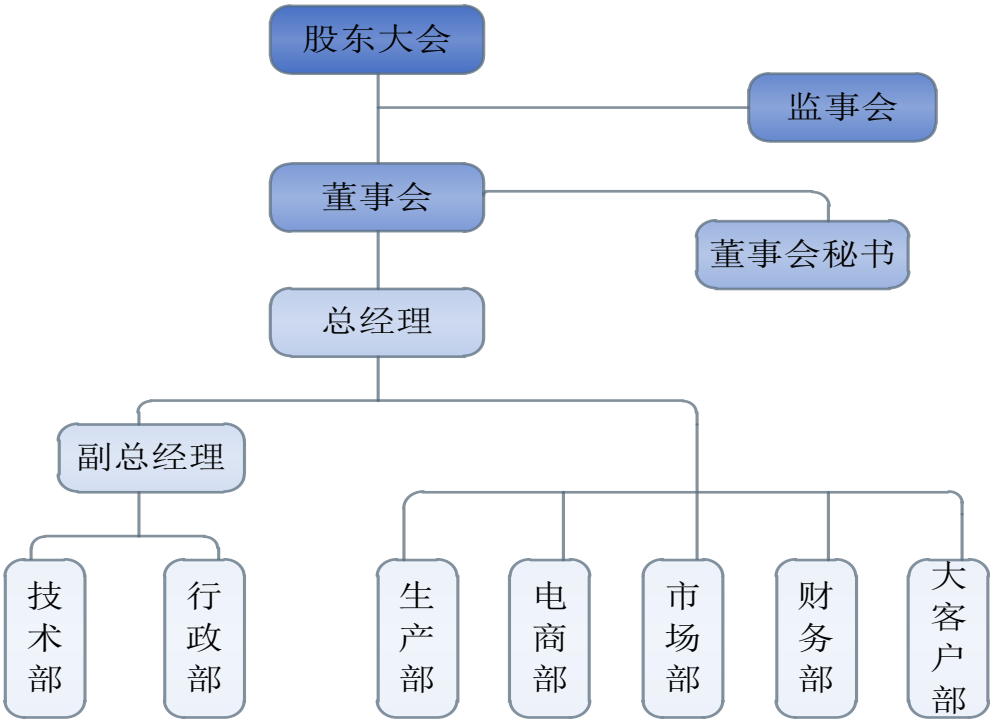 股东大会
监事会
董事会
董事会秘书
总经理
副总经理
技术部
行政部
生产部
电商部
市场部
财务部
大客户部